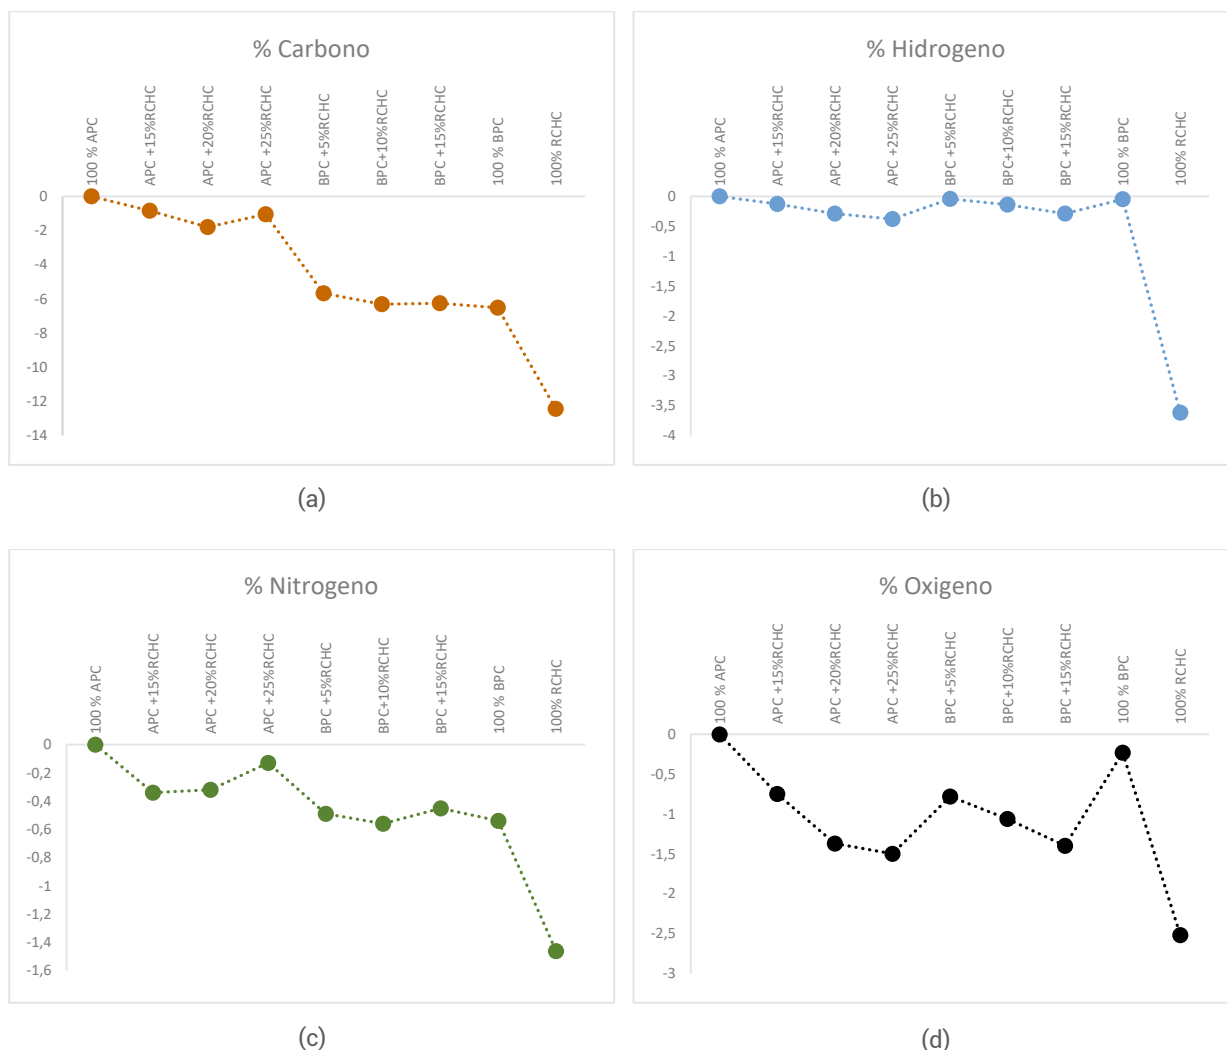 % Carbono
100 % APC
APC +15%RCHC
APC +20%RCHC
APC +25%RCHC
BPC +5%RCHC
BPC+10%RCHC
BPC +15%RCHC
100 % BPC
100% RCHC
0
-2
-4
-6
-8
-10
-12
-14
(a)
% Hidrogeno
100 % APC
APC +15%RCHC
APC +20%RCHC
APC +25%RCHC
BPC +5%RCHC
BPC+10%RCHC
BPC +15%RCHC
100 % BPC
100% RCHC
0
-0,5
-1
-1,5
-2
-2,5
-3
-3,5
-4
(b)
% Nitrogeno
100 % APC
APC +15%RCHC
APC +20%RCHC
APC +25%RCHC
BPC +5%RCHC
BPC+10%RCHC
BPC +15%RCHC
100 % BPC
100% RCHC
0
-0,2
-0,4
-0,6
-0,8
-1
-1,2
-1,4
-1,6
(c)
% Oxigeno
100 % APC
APC +15%RCHC
APC +20%RCHC
APC +25%RCHC
BPC +5%RCHC
BPC+10%RCHC
BPC +15%RCHC
100 % BPC
100% RCHC
0
-0,5
-1
-1,5
-2
-2,5
-3
(d)